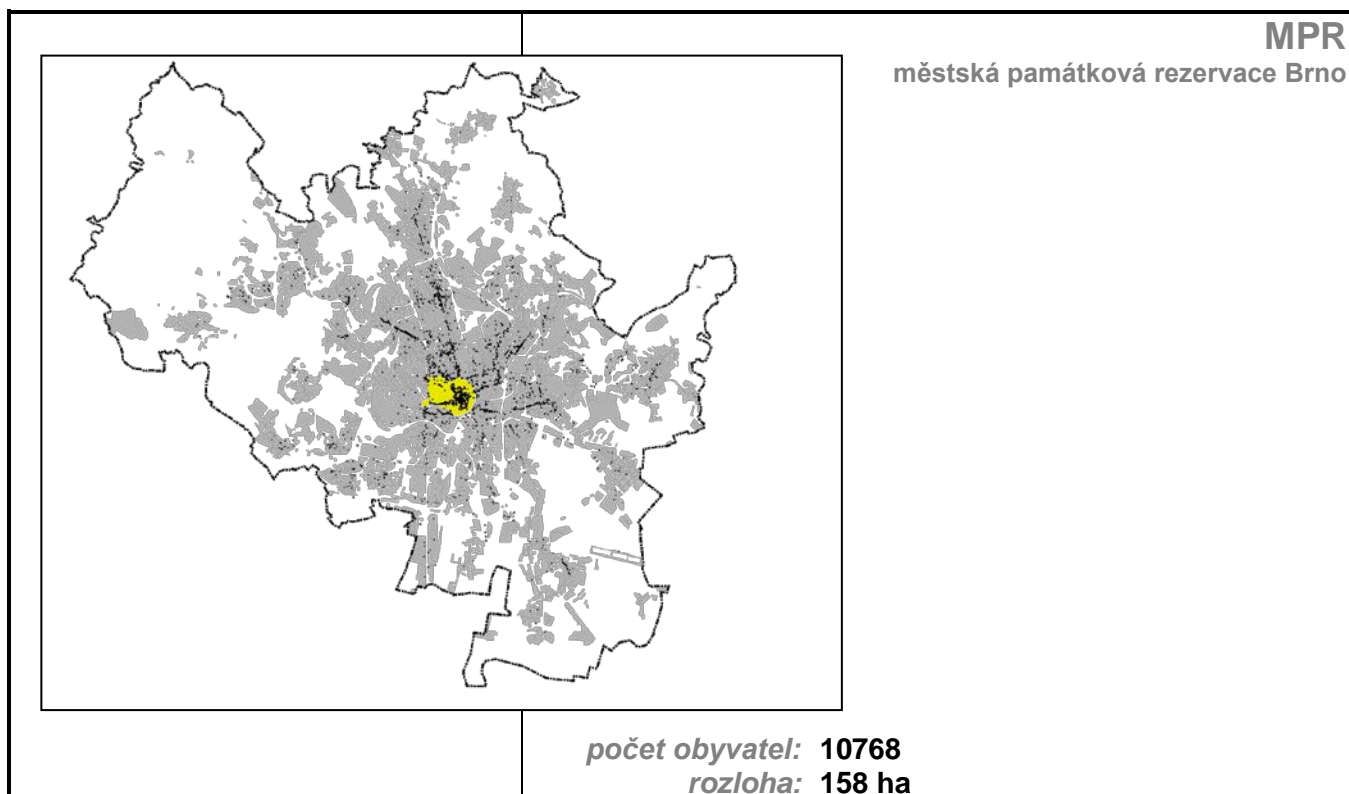 MPR
městská památková rezervace Brno
počet obyvatel: 10768
rozloha: 158 ha